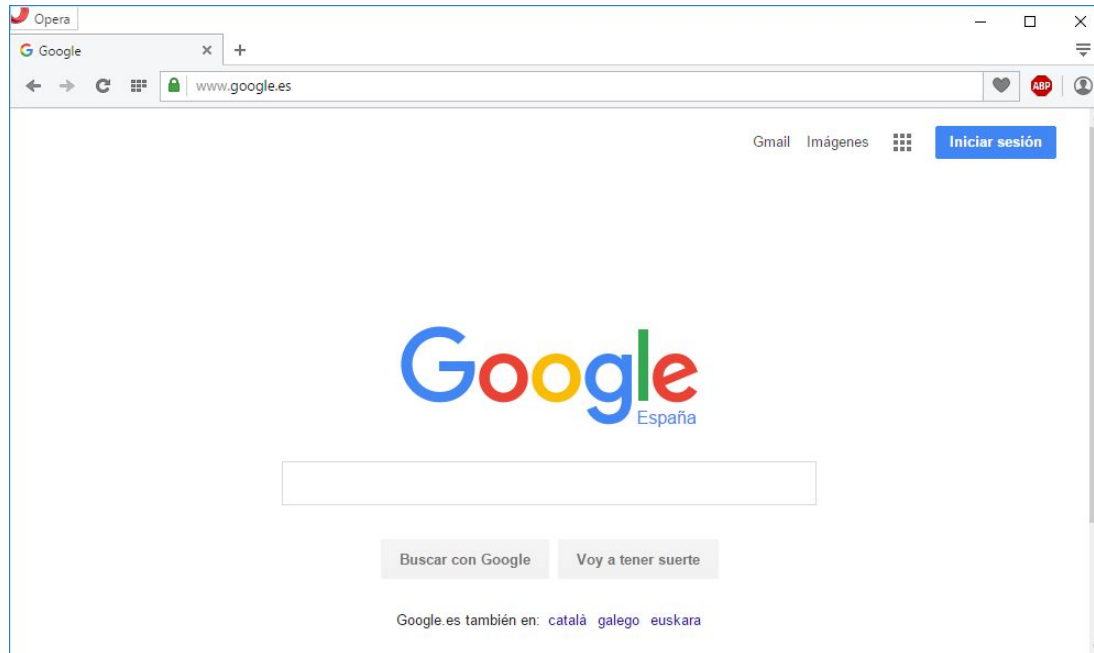 Opera
Google
www.google.es
ABP
Gmail Imágenes Iniciar sesión
Google
España
Buscar con Google Voy a tener suerte
Google.es también en: català galego euskara